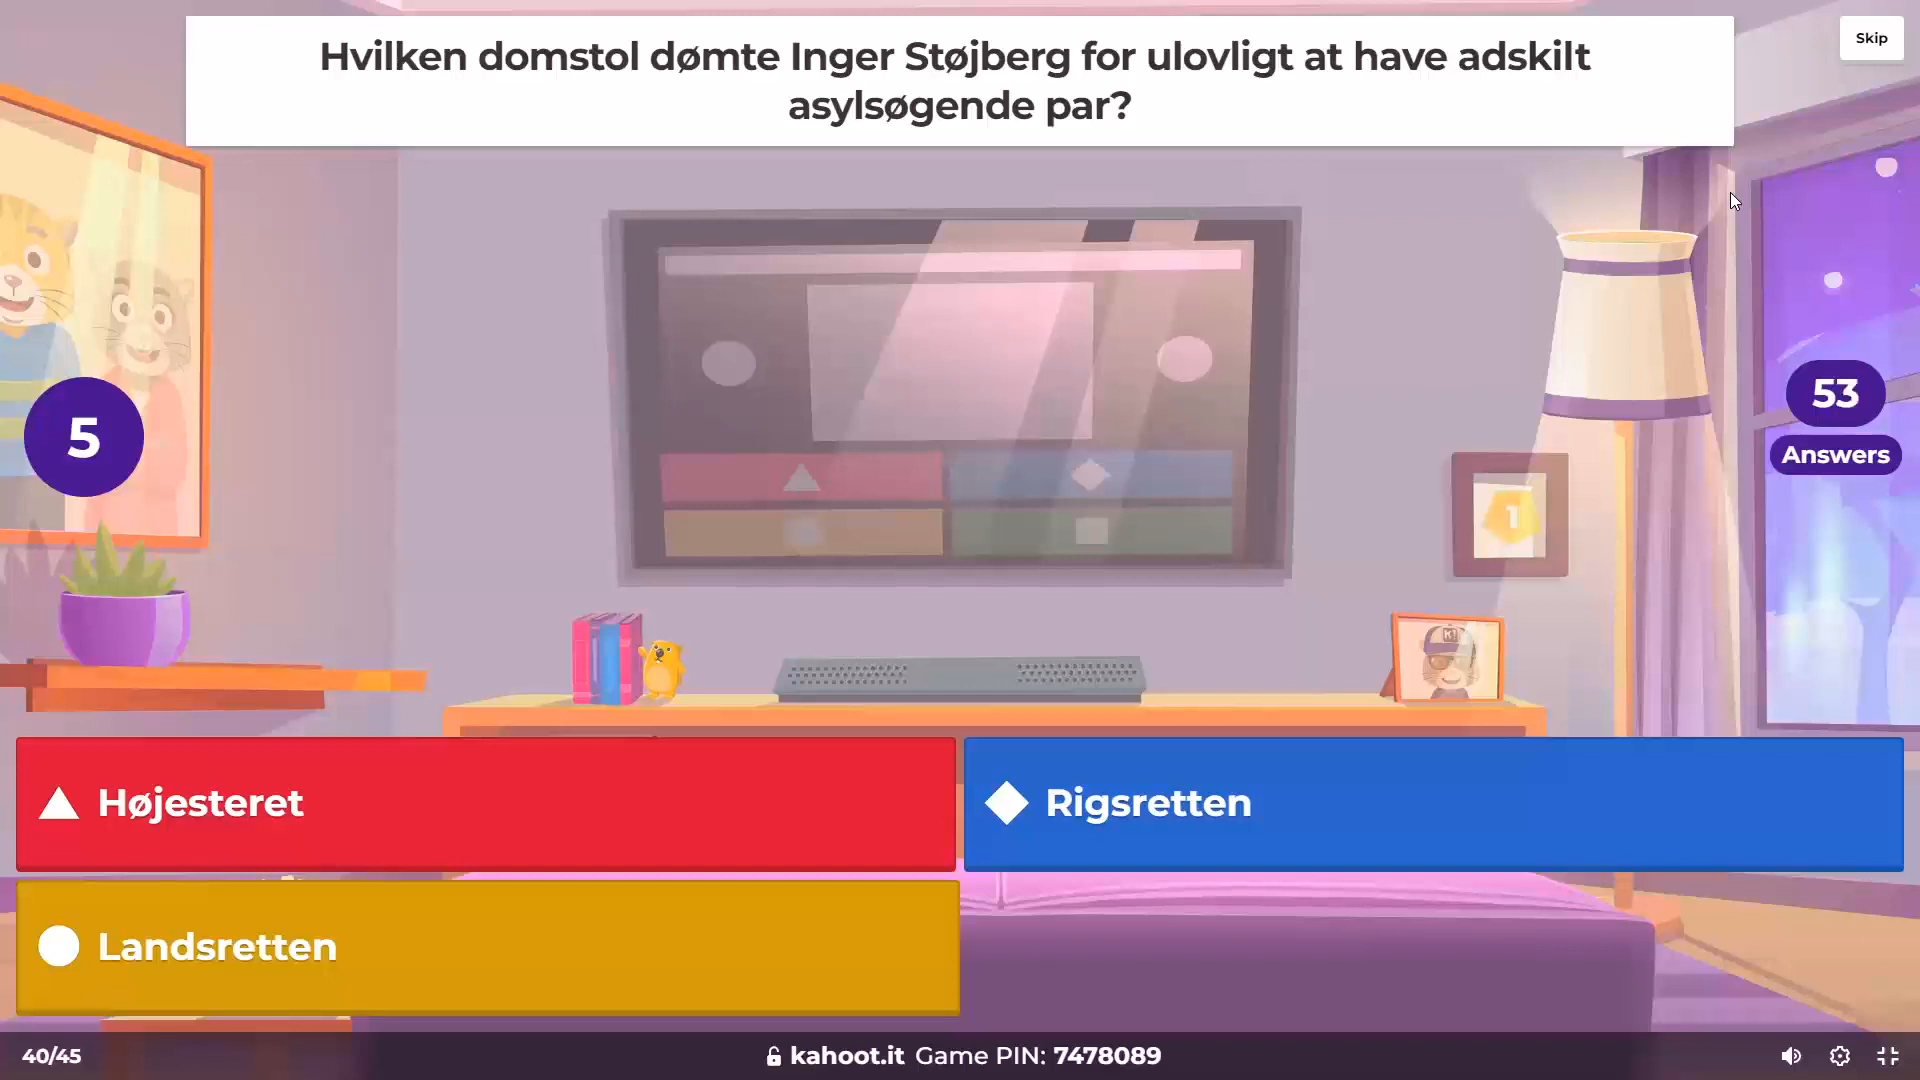 Hvilken domstol dømte Inger Støjberg for ulovligt at have adskilt
asylsøgende par?
Skip
5
53
Answers
1
K!
Højesteret
Rigsretten
Landsretten
40/45
kahoot.it Game PIN: 7478089